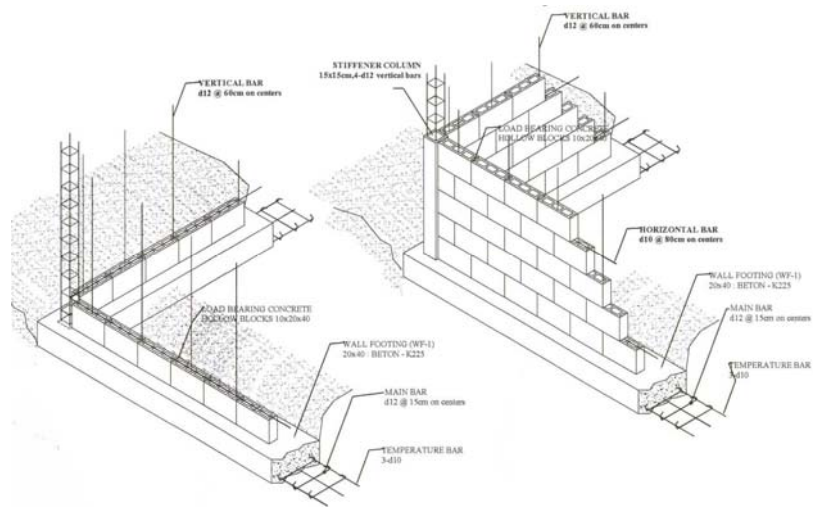 VERTICAL BAR
d12 @ 60cm on centers
LOAD BEARING CONCRETE
HOLLOW BLOCKS 10x20x40
WALL FOOTING (WF-1)
20x40 : BETON - K225
MAIN BAR
d12 @ 15cm on centers
TEMPERATURE BAR
3-d10
VERTICAL BAR
d12 @ 60cm on centers
STIFFENER COLUMN
15x15cm,4-d12 vertical bars
LOAD BEARING CONCRETE
HOLLOW BLOCKS 10x20x40
HORIZONTAL BAR
d10 @ 80cm on centers
WALL FOOTING (WF-1)
20x40 : BETON - K225
MAIN BAR
d12 @ 15cm on centers
TEMPERATURE BAR
3-d10